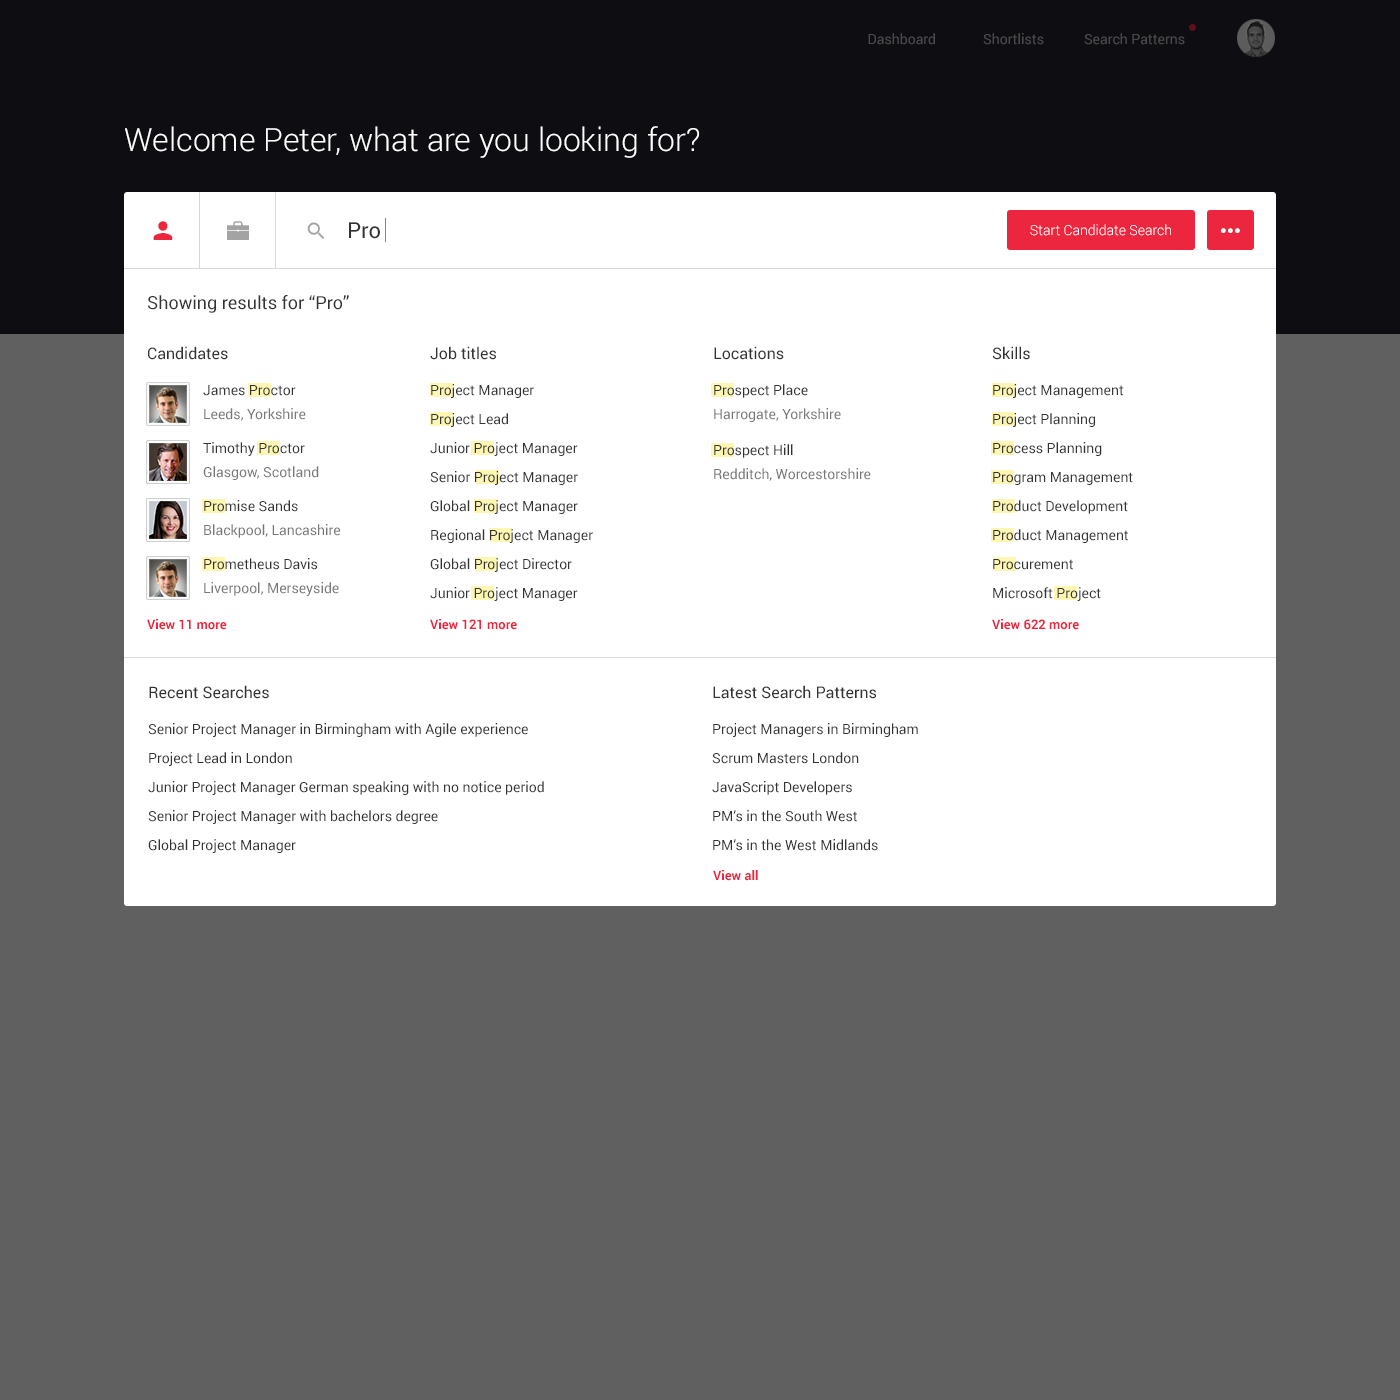 Dashboard
Shortlists
Search Patterns
Welcome Peter, what are you looking for?
Pro
Start Candidate Search
Showing results for “Pro”
Candidates
James Proctor
Leeds, Yorkshire
Timothy Proctor
Glasgow, Scotland
Promise Sands
Blackpool, Lancashire
Prometheus Davis
Liverpool, Merseyside
View 11 more
Job titles
Project Manager
Project Lead
Junior Project Manager
Senior Project Manager
Global Project Manager
Regional Project Manager
Global Project Director
Junior Project Manager
View 121 more
Locations
Prospect Place
Harrogate, Yorkshire
Prospect Hill
Redditch, Worcestorshire
Skills
Project Management
Project Planning
Process Planning
Program Management
Product Development
Product Management
Procurement
Microsoft Project
View 622 more
Recent Searches
Senior Project Manager in Birmingham with Agile experience
Project Lead in London
Junior Project Manager German speaking with no notice period
Senior Project Manager with bachelors degree
Global Project Manager
Latest Search Patterns
Project Managers in Birmingham
Scrum Masters London
JavaScript Developers
PM’s in the South West
PM’s in the West Midlands
View all